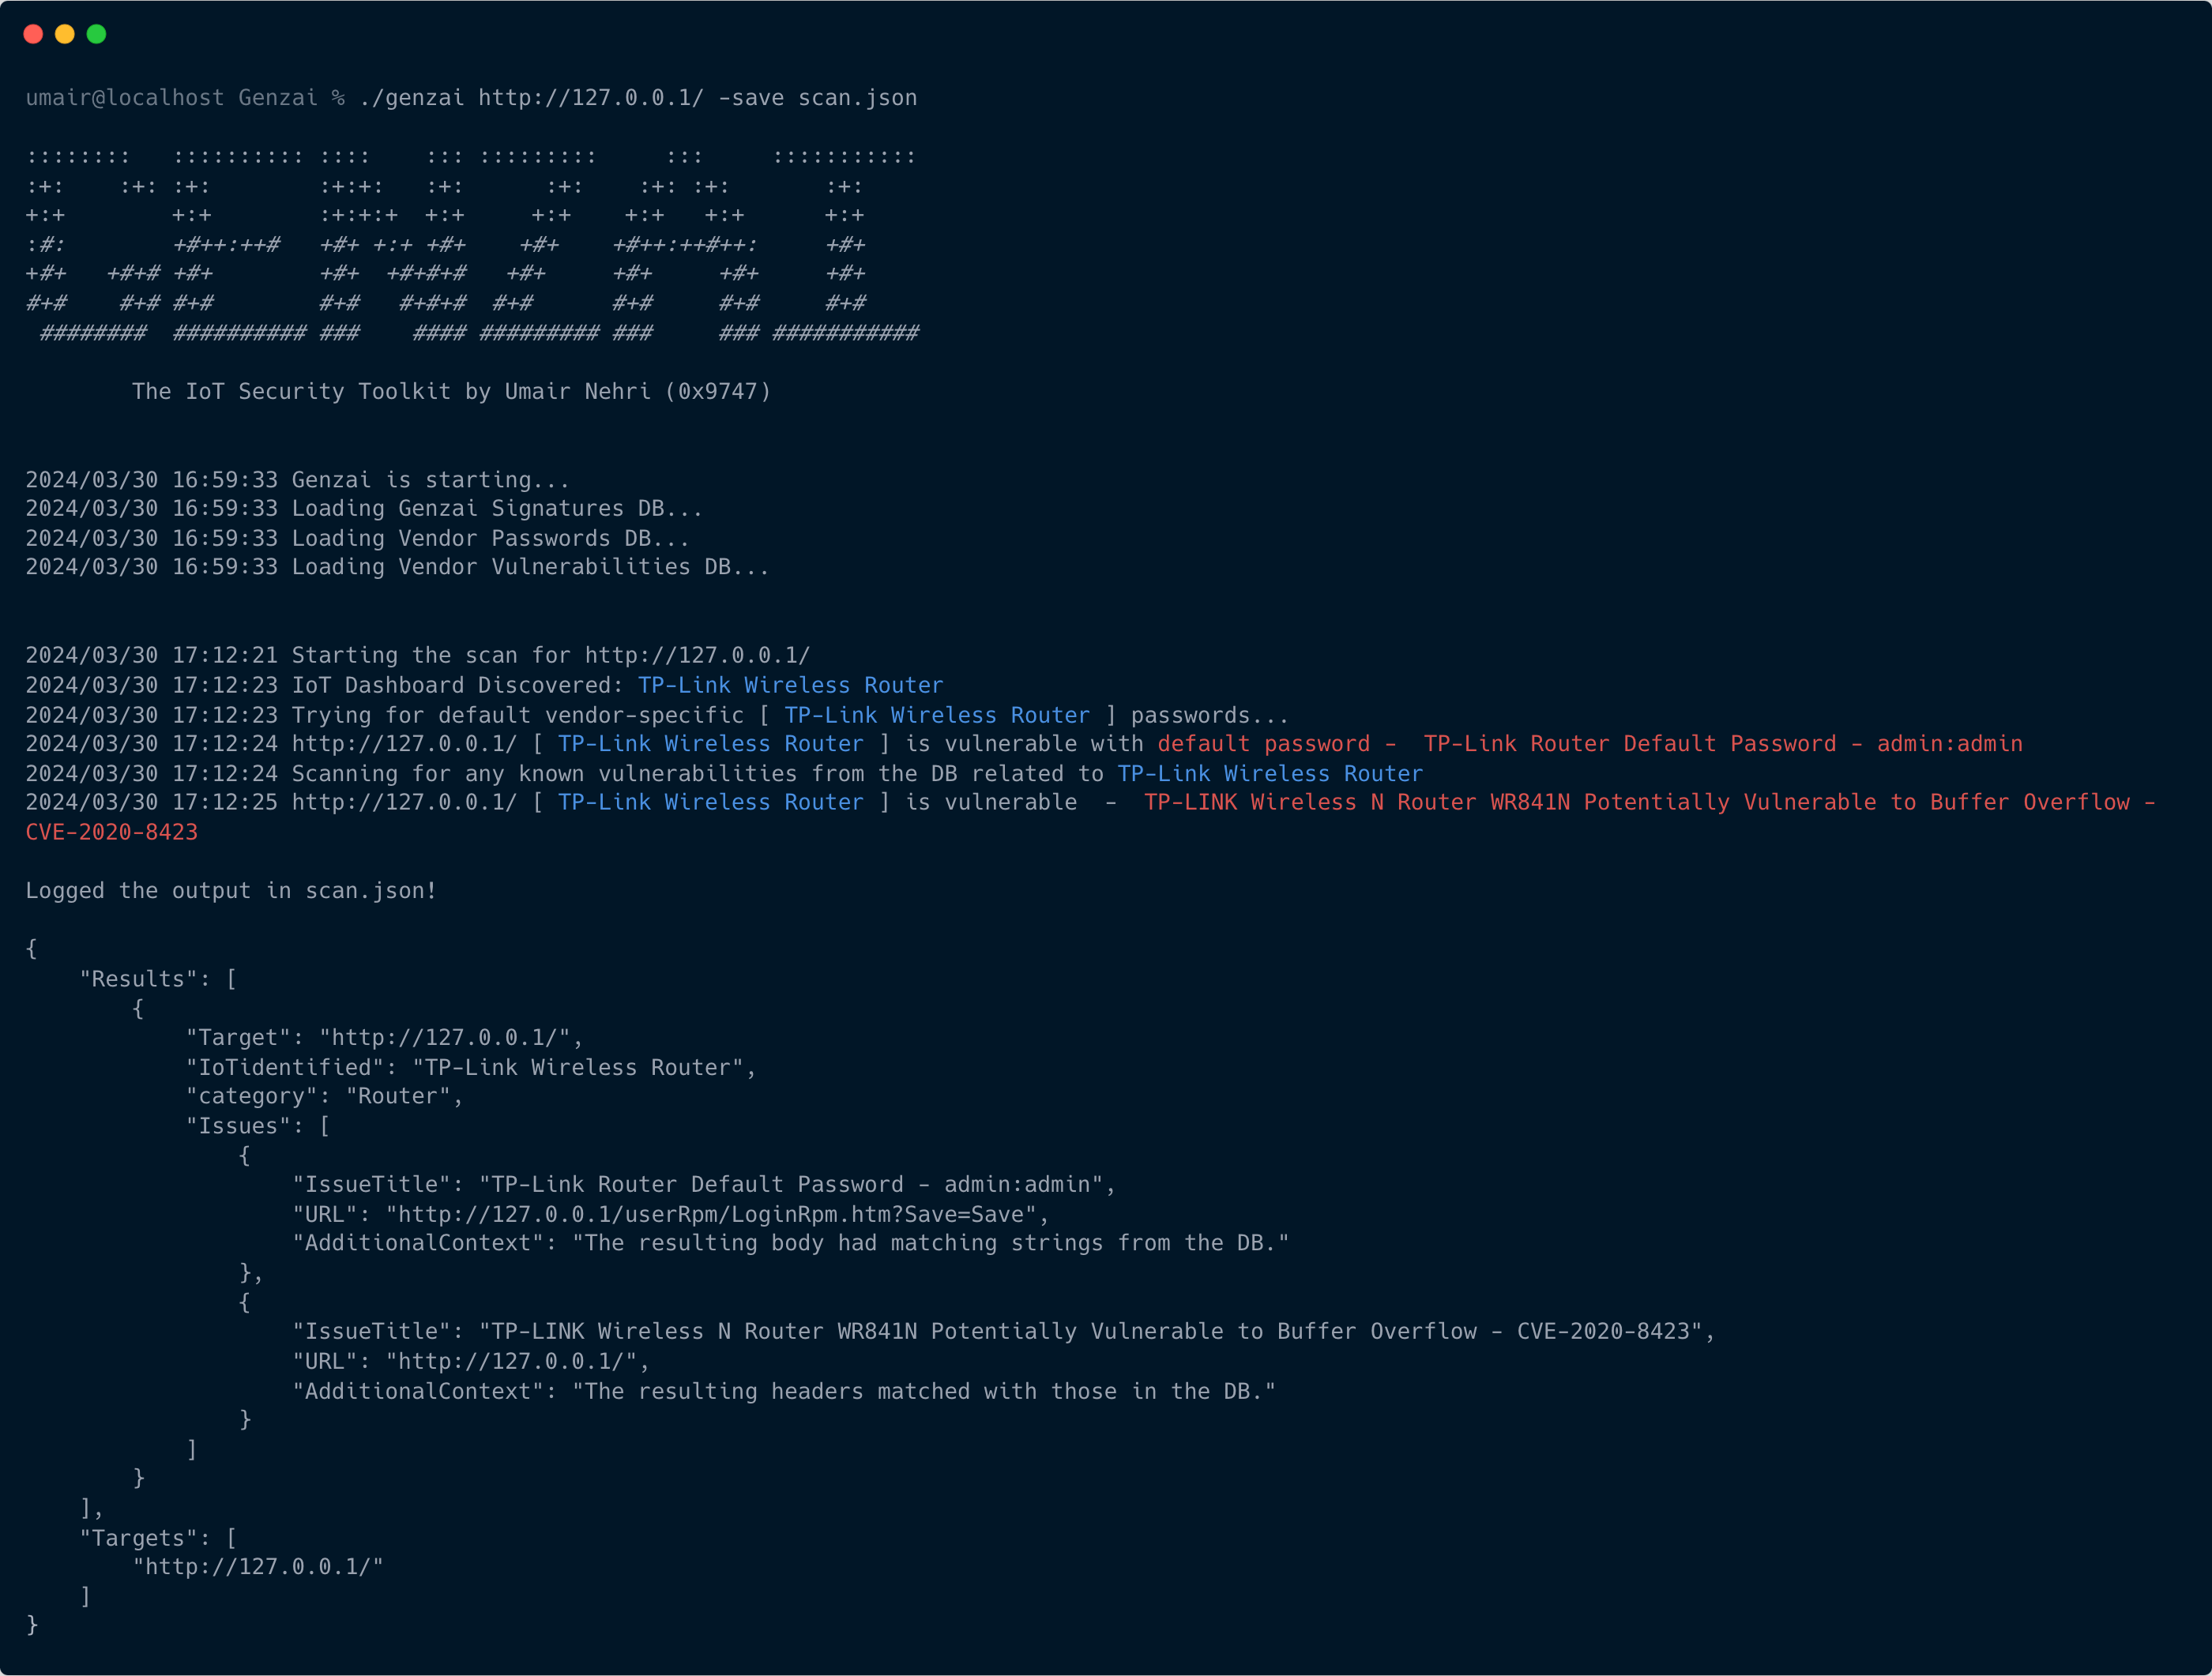 umair@localhost Genzai % ./genzai http://127.0.0.1/ -save scan.json

::::::::   :::::::::: ::::    ::: :::::::::     :::     :::::::::::
:+:    :+: :+:        :+:+:   :+:      :+:    :+: :+:       :+:
+:+        +:+        :+:+:+  +:+     +:+    +:+   +:+      +:+
:#:        +#++:++#   +#+ +:+ +#+    +#+    +#++:++#++:     +#+
+#+   +#+# +#+        +#+  +#+#+#   +#+     +#+     +#+     +#+
#+#    #+# #+#        #+#   #+#+#  #+#      #+#     #+#     #+#
 ########  ########## ###    #### ######### ###     ### ###########

        The IoT Security Toolkit by Umair Nehri (0x9747)

2024/03/30 16:59:33 Genzai is starting...
2024/03/30 16:59:33 Loading Genzai Signatures DB...
2024/03/30 16:59:33 Loading Vendor Passwords DB...
2024/03/30 16:59:33 Loading Vendor Vulnerabilities DB...

2024/03/30 17:12:21 Starting the scan for http://127.0.0.1/
2024/03/30 17:12:23 IoT Dashboard Discovered: TP-Link Wireless Router
2024/03/30 17:12:23 Trying for default vendor-specific [ TP-Link Wireless Router ] passwords...
2024/03/30 17:12:24 http://127.0.0.1/ [ TP-Link Wireless Router ] is vulnerable with default password -  TP-Link Router Default Password - admin:admin
2024/03/30 17:12:24 Scanning for any known vulnerabilities from the DB related to TP-Link Wireless Router
2024/03/30 17:12:25 http://127.0.0.1/ [ TP-Link Wireless Router ] is vulnerable  -  TP-LINK Wireless N Router WR841N Potentially Vulnerable to Buffer Overflow -
CVE-2020-8423

Logged the output in scan.json!

{
    "Results": [
        {
            "Target": "http://127.0.0.1/",
            "IoTidentified": "TP-Link Wireless Router",
            "category": "Router",
            "Issues": [
                {
                    "IssueTitle": "TP-Link Router Default Password - admin:admin",
                    "URL": "http://127.0.0.1/userRpm/LoginRpm.htm?Save=Save",
                    "AdditionalContext": "The resulting body had matching strings from the DB."
                },
                {
                    "IssueTitle": "TP-LINK Wireless N Router WR841N Potentially Vulnerable to Buffer Overflow - CVE-2020-8423",
                    "URL": "http://127.0.0.1/",
                    "AdditionalContext": "The resulting headers matched with those in the DB."
                }
            ]
        }
    ],
    "Targets": [
        "http://127.0.0.1/"
    ]
}